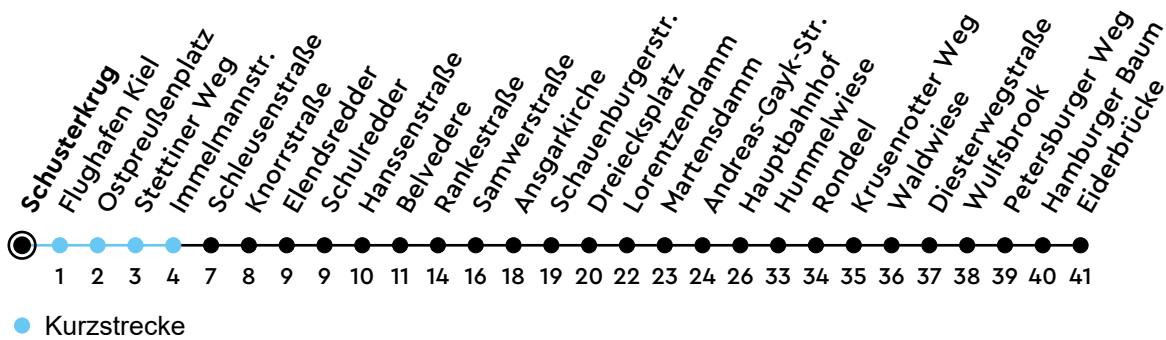 Schusterkrug
Flughafen Kiel
Ostpreußenplatz
Stettiner Weg
Immelmannstr.
Schleusenstraße
Knorrstraße
Elendsredder
Schulredder
Hanssenstraße
Belvedere
Rankestraße
Samwerstraße
Ansgarkirche
Schauenburgerstr.
Dreiecksplatz
Lorentzendamm
Martensdamm
Andreas-Gayk-Str.
Hauptbahnhof
Hummelwiese
Rondeel
Krusenrotter Weg
Waldwiese
Diesterwegstraße
Wulfsbrook
Petersburger Weg
Hamburger Baum
Eiderbrücke
1 2 3 4 7 8 9 9 10 11 14 16 18 19 20 22 23 24 26 33 34 35 36 37 38 39 40 41
Kurzstrecke